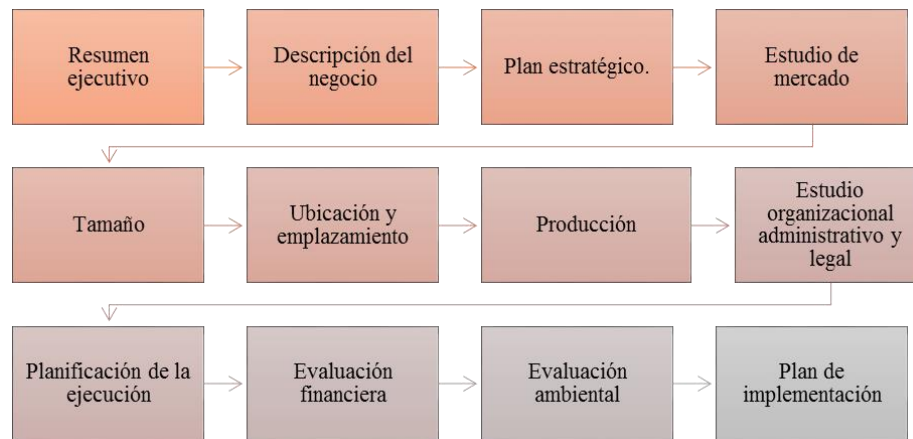 Resumen
ejecutivo
Descripción del
negocio
Plan estratégico.
Estudio de
mercado
Tamaño
Ubicación y
emplazamiento
Producción
Estudio
organizacional
administrativo y
legal
Planificación de la
ejecución
Evaluación
financiera
Evaluación
ambiental
Plan de
implementación